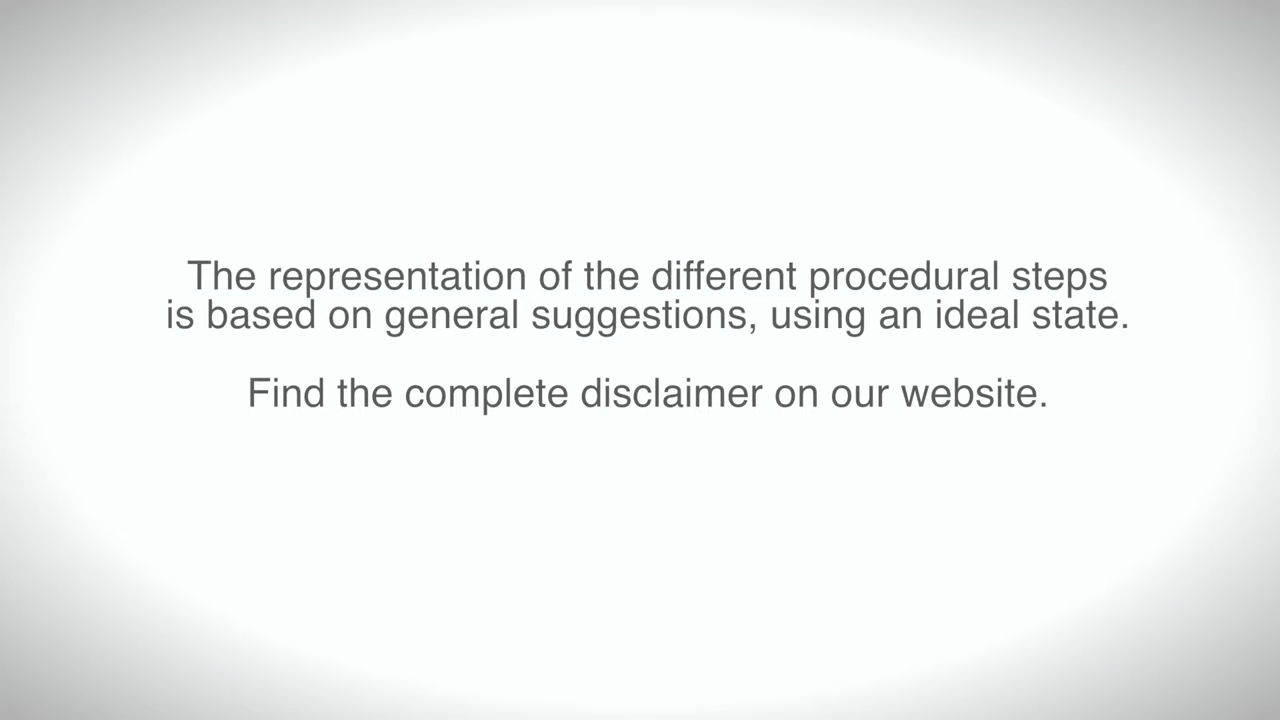 The representation of the different procedural steps
is based on general suggestions, using an ideal state.
Find the complete disclaimer on our website.